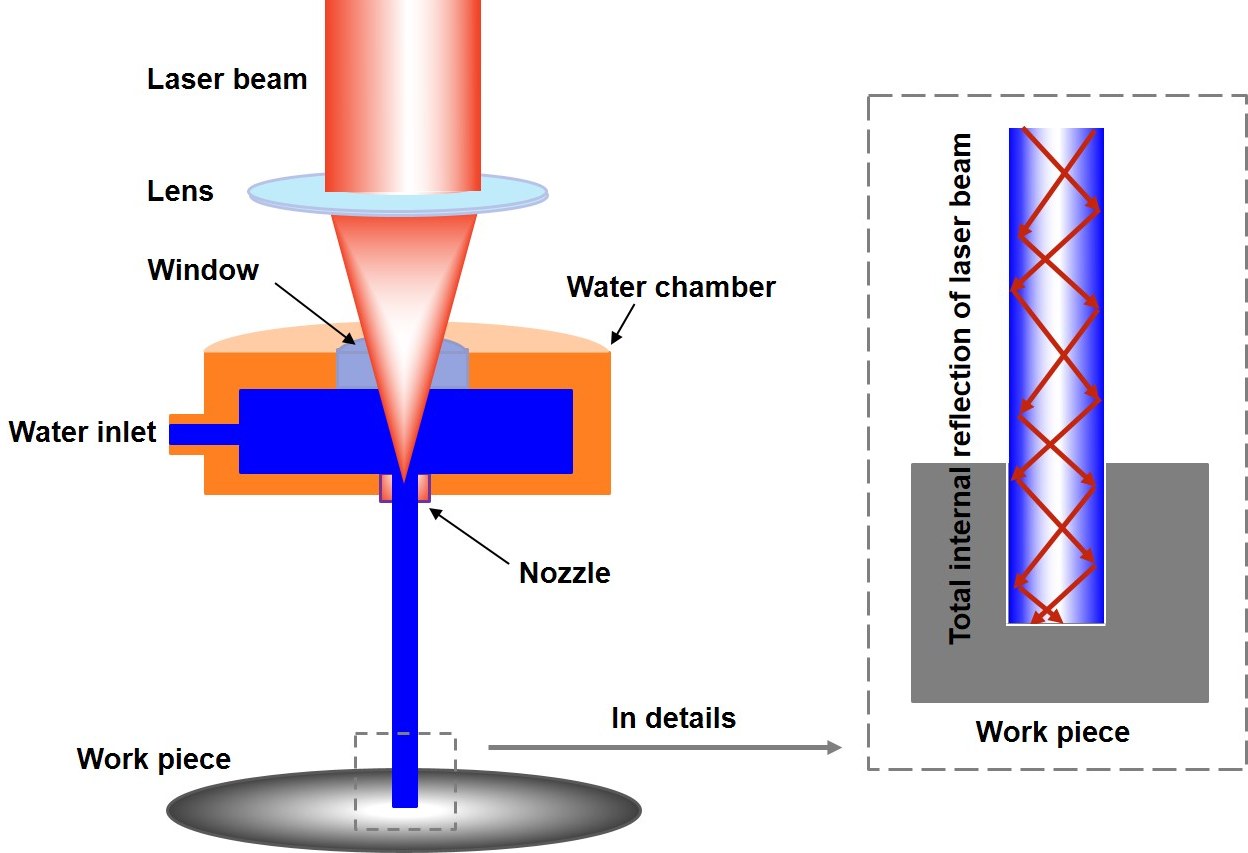 Laser beam
Lens
Window
Water chamber
Water inlet
Nozzle
In details
Work piece
Total internal reflection of laser beam
Work piece